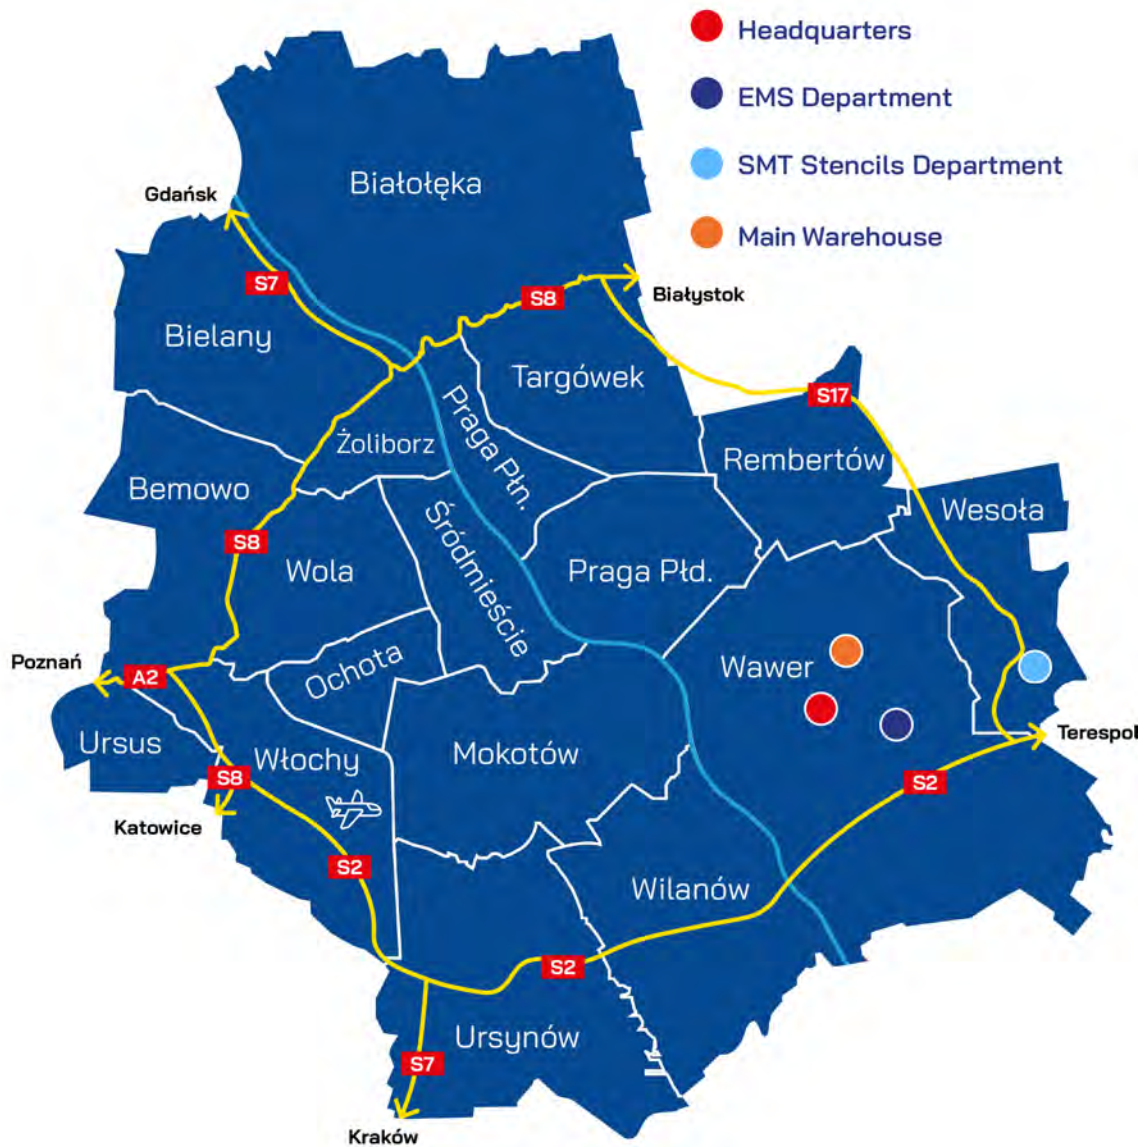 Headquarters
EMS Department
SMT Stencils Department
Main Warehouse
Białołęka
Gdańsk
S7
S8
Białystok
Bielany
Targówek
S17
Praga Płn.
Żoliborz
Rembertów
Bemowo
Wesoła
S8
Śródmieście
Wola
Praga Płd.
Ochota
Poznań
A2
Wawer
Ursus
Włochy
Mokotów
Terespol
S8
S2
Katowice
S2
Wilanów
S2
Ursynów
S7
Kraków